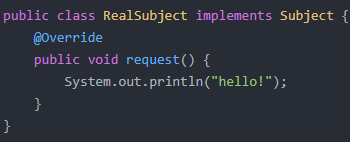 public class RealSubject implements Subject {
    @Override
    public void request() {
        System.out.println("hello!");
    }
}